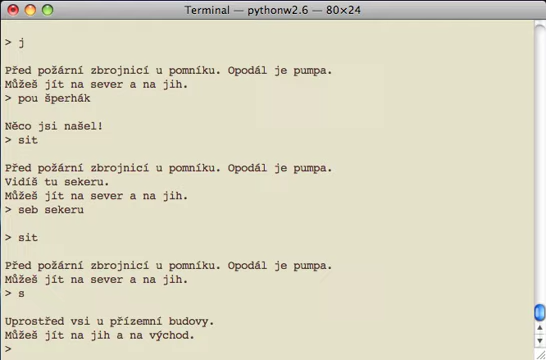 Terminal — pythonw2.6 — 80×24
> j
Před požární zbrojnicí u pomníku. Opodál je pumpa.
Můžeš jít na sever a na jih.
> pou šperhák
Něco jsi našel!
> sit
Před požární zbrojnicí u pomníku. Opodál je pumpa.
Vidíš tu sekeru.
Můžeš jít na sever a na jih.
> seb sekeru
> sit
Před požární zbrojnicí u pomníku. Opodál je pumpa.
Můžeš jít na sever a na jih.
> s
Uprostřed vsi u přízemní budovy.
Můžeš jít na jih a na východ.
>